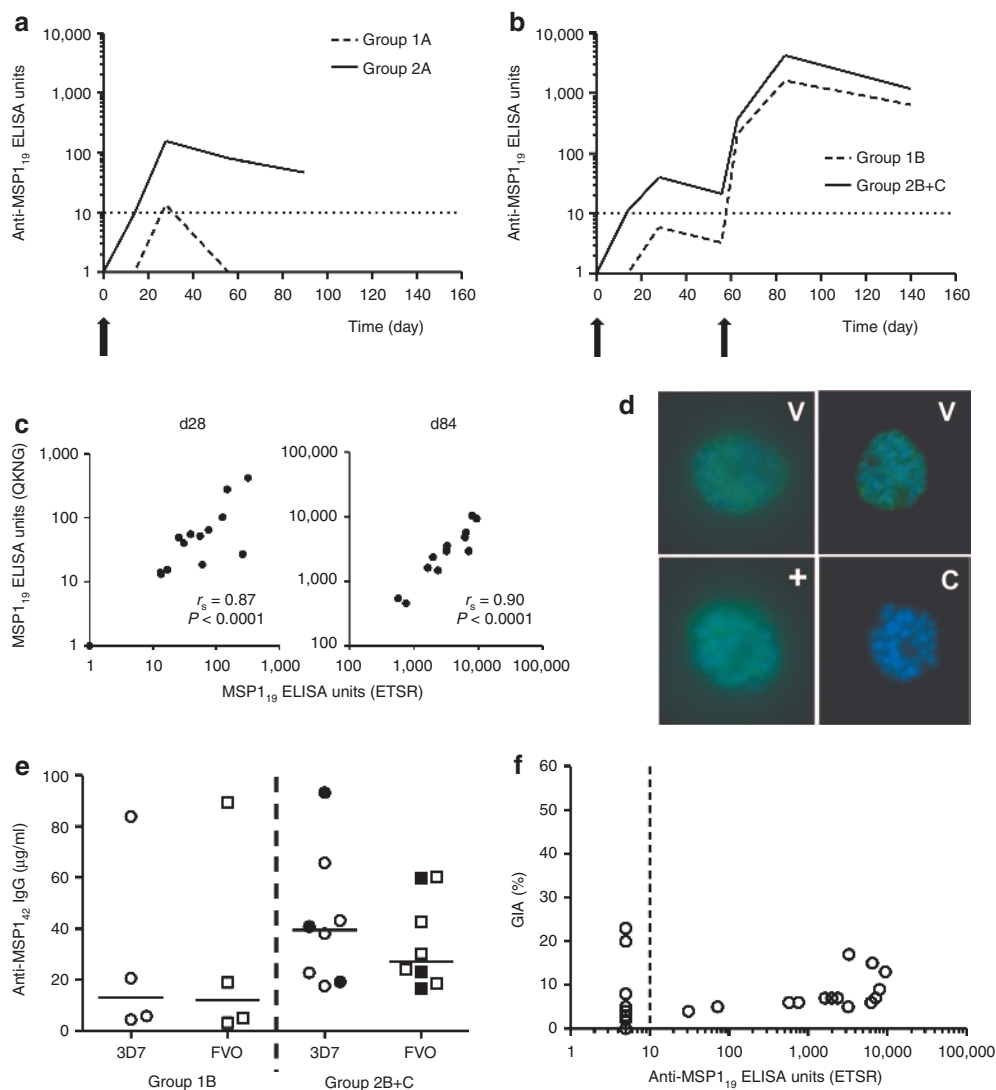 a
10,000
1,000
100
10
1
0 20 40 60 80 100 120 140 160
Anti-MSP1₁₉ ELISA units
Time (day)
Group 1A
Group 2A
b
10,000
1,000
100
10
1
0 20 40 60 80 100 120 140 160
Anti-MSP1₁₉ ELISA units
Time (day)
Group 1B
Group 2B+C
c
d28
1,000
100
10
1
1 10 100 1,000
MSP1₁₉ ELISA units (QKNG)
rₛ = 0.87
P < 0.0001
d84
100,000
10,000
1,000
100
100 1,000 10,000 100,000
rₛ = 0.90
P < 0.0001
MSP1₁₉ ELISA units (ETSR)
d
V
V
+
C
e
100
80
60
40
20
0
Anti-MSP1₄₂ IgG (µg/ml)
3D7 FVO 3D7 FVO
Group 1B Group 2B+C
f
60
50
40
30
20
10
0
GIA (%)
1 10 100 1,000 10,000 100,000
Anti-MSP1₁₉ ELISA units (ETSR)